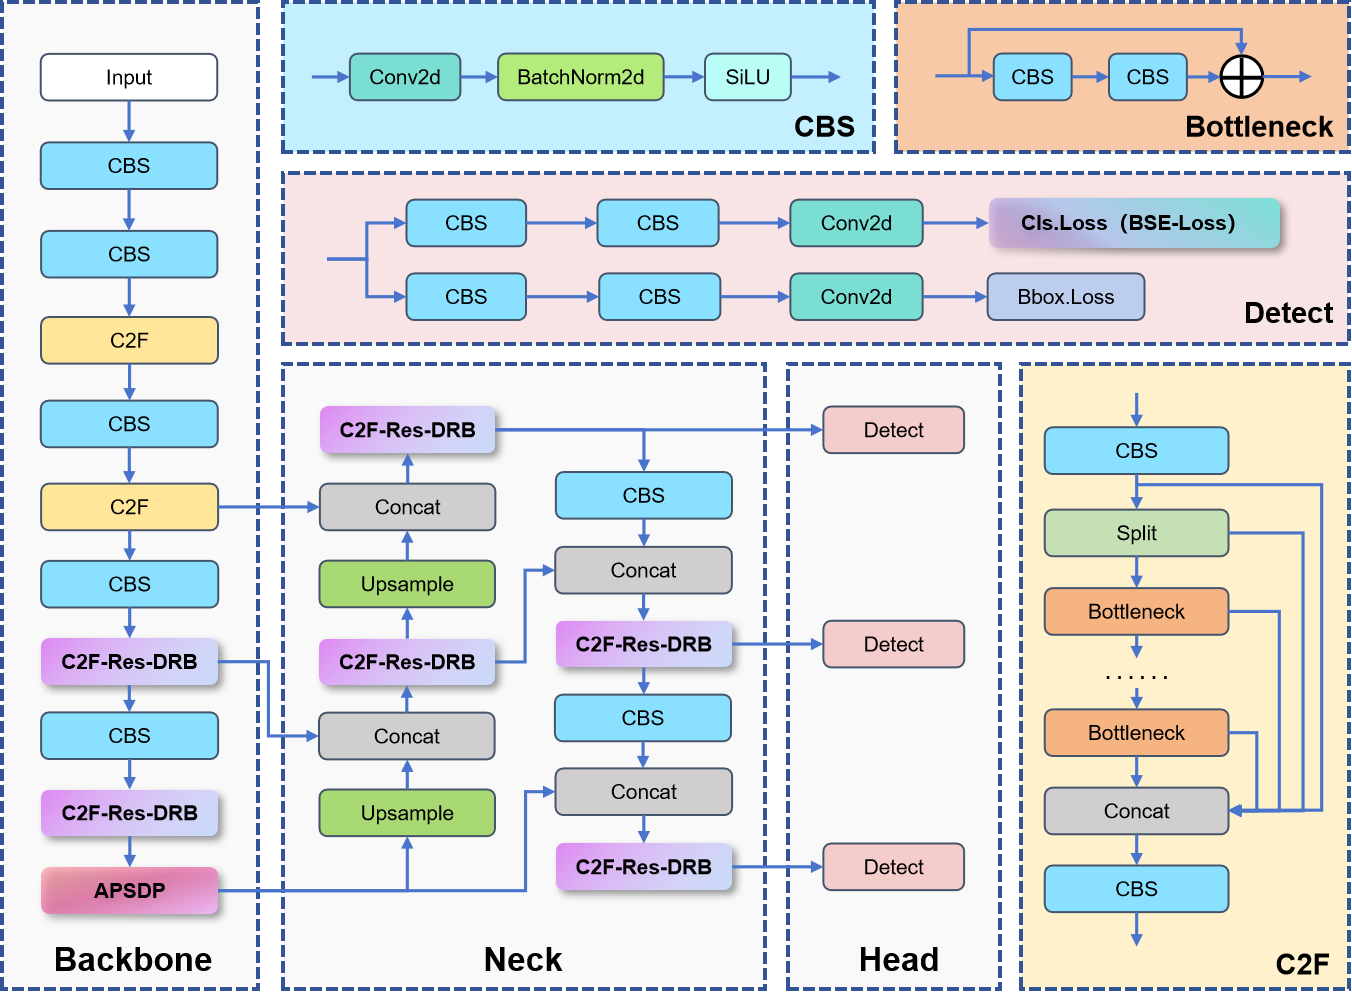 Input
CBS
CBS
C2F
CBS
C2F
CBS
C2F-Res-DRB
CBS
C2F-Res-DRB
APSDP
Backbone
Conv2d
BatchNorm2d
SiLU
CBS
CBS
CBS
Bottleneck
CBS
CBS
Conv2d
Cls.Loss（BSE-Loss）
CBS
CBS
Conv2d
Bbox.Loss
Detect
C2F-Res-DRB
Concat
Upsample
C2F-Res-DRB
Concat
Upsample
CBS
Concat
C2F-Res-DRB
CBS
Concat
C2F-Res-DRB
Neck
Detect
Detect
Detect
Head
CBS
Split
Bottleneck
......
Bottleneck
Concat
CBS
C2F